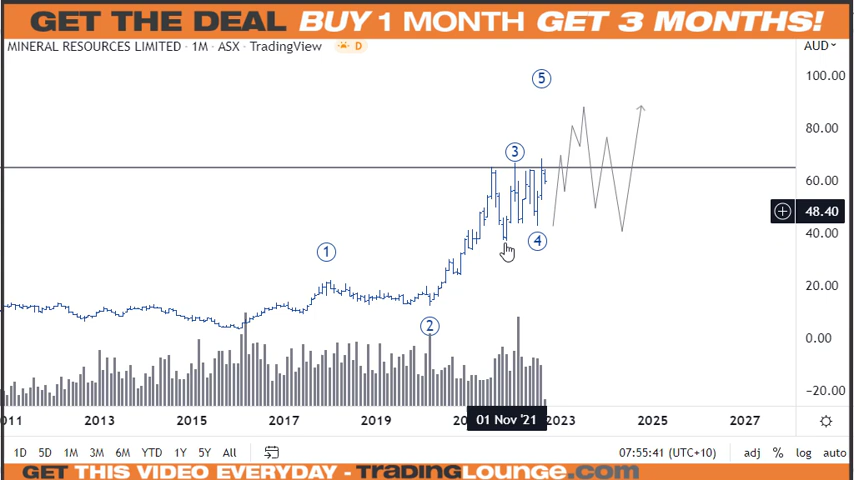 GET THE DEAL BUY 1 MONTH GET 3 MONTHS!
MINERAL RESOURCES LIMITED · 1M · ASX · TradingView D AUD
5
100.00
80.00
3
60.00
48.40
4
40.00
1
20.00
2
0.00
−20.00
2011 2013 2015 2017 2019 20 01 Nov '21 2023 2025 2027
1D 5D 1M 3M 6M YTD 1Y 5Y All 07:55:41 (UTC+10) adj % log auto
GET THIS VIDEO EVERYDAY - TradingLounge.com